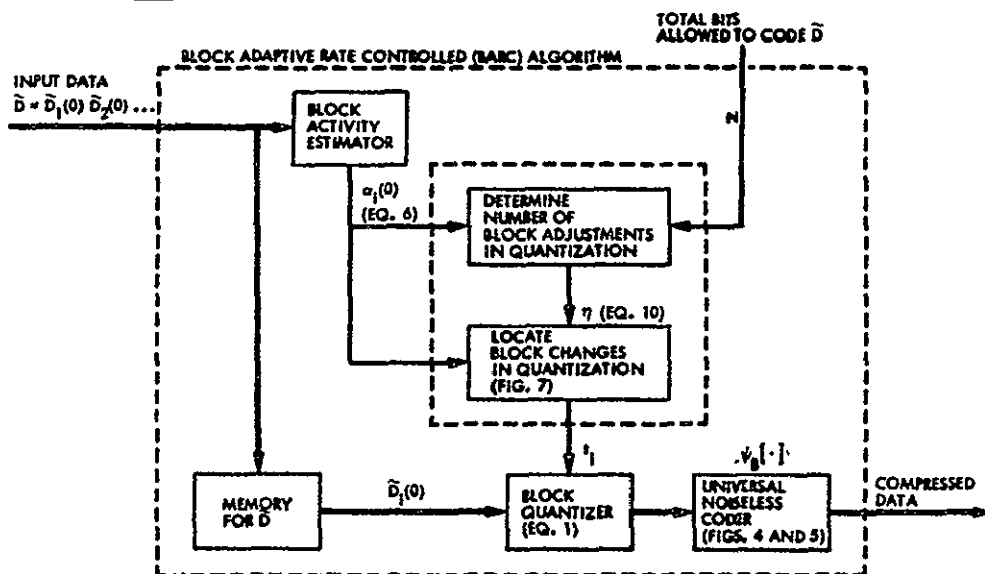 TOTAL BITS
ALLOWED TO CODE D̃
BLOCK ADAPTIVE RATE CONTROLLED (BARC) ALGORITHM
INPUT DATA
D̃ = D̃₁(0) D̃₂(0) ...
BLOCK
ACTIVITY
ESTIMATOR
N
αᵢ(0)
(EQ. 6)
DETERMINE
NUMBER OF
BLOCK ADJUSTMENTS
IN QUANTIZATION
η (EQ. 10)
LOCATE
BLOCK CHANGES
IN QUANTIZATION
(FIG. 7)
MEMORY
FOR D̃
D̃ᵢ(0)
BLOCK
QUANTIZER
(EQ. 1)
ψ₈[·]
UNIVERSAL
NOISELESS
CODER
(FIGS. 4 AND 5)
COMPRESSED
DATA